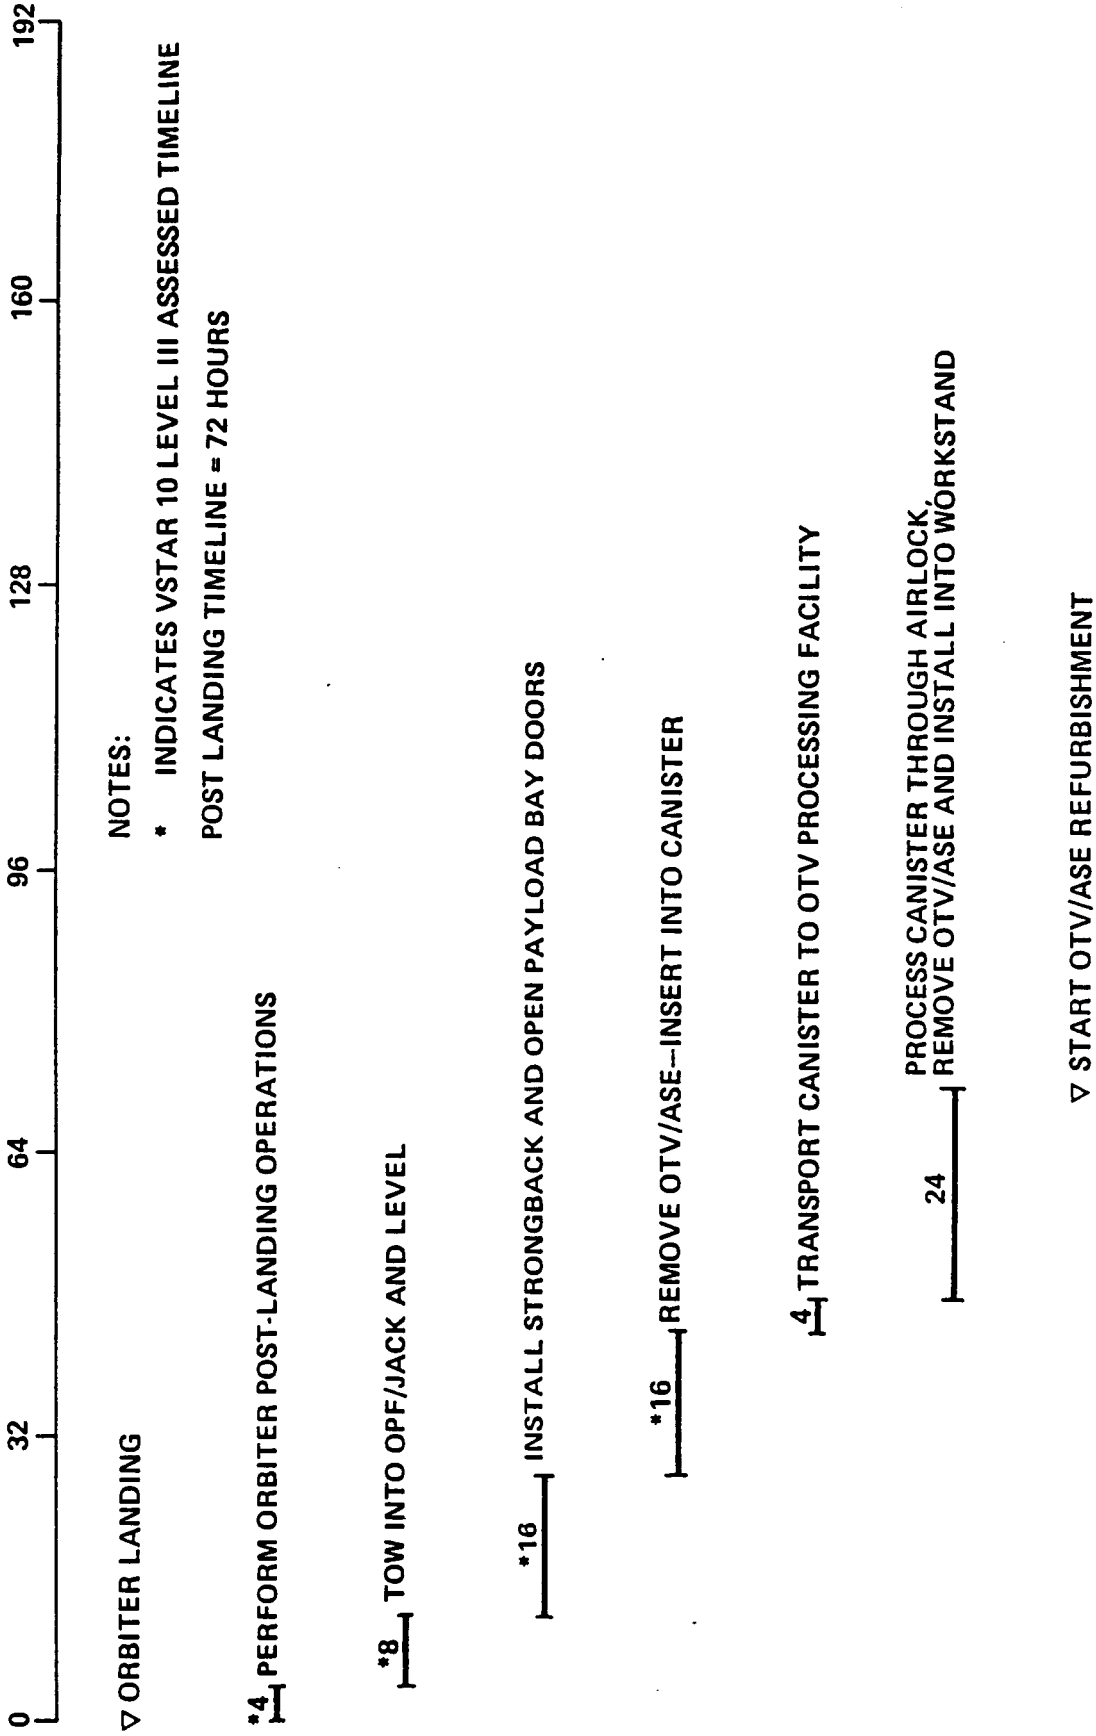 0 32 64 96 128 160 192
▽ ORBITER LANDING
NOTES:
* INDICATES VSTAR 10 LEVEL III ASSESSED TIMELINE
POST LANDING TIMELINE = 72 HOURS
*4 PERFORM ORBITER POST-LANDING OPERATIONS
*8 TOW INTO OPF/JACK AND LEVEL
*16 INSTALL STRONGBACK AND OPEN PAYLOAD BAY DOORS
*16 REMOVE OTV/ASE--INSERT INTO CANISTER
4 TRANSPORT CANISTER TO OTV PROCESSING FACILITY
24 PROCESS CANISTER THROUGH AIRLOCK,
REMOVE OTV/ASE AND INSTALL INTO WORKSTAND
▽ START OTV/ASE REFURBISHMENT